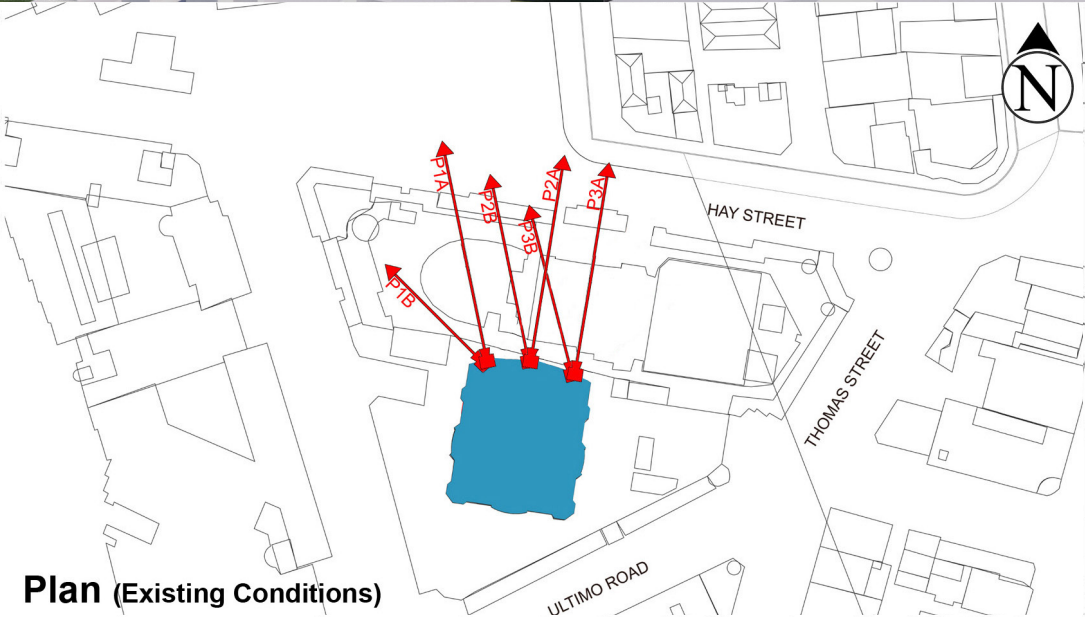 N
P1A
P2B
P2A
P3A
P3B
P1B
HAY STREET
THOMAS STREET
ULTIMO ROAD
Plan (Existing Conditions)